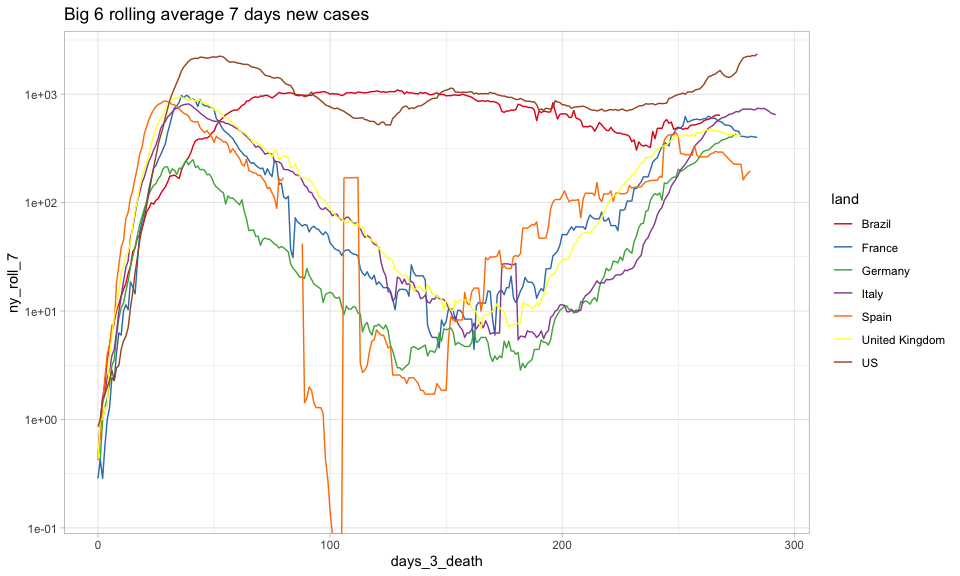 Big 6 rolling average 7 days new cases
ny_roll_7
1e+03
1e+02
1e+01
1e+00
1e-01
0
100
200
300
days_3_death
land
Brazil
France
Germany
Italy
Spain
United Kingdom
US